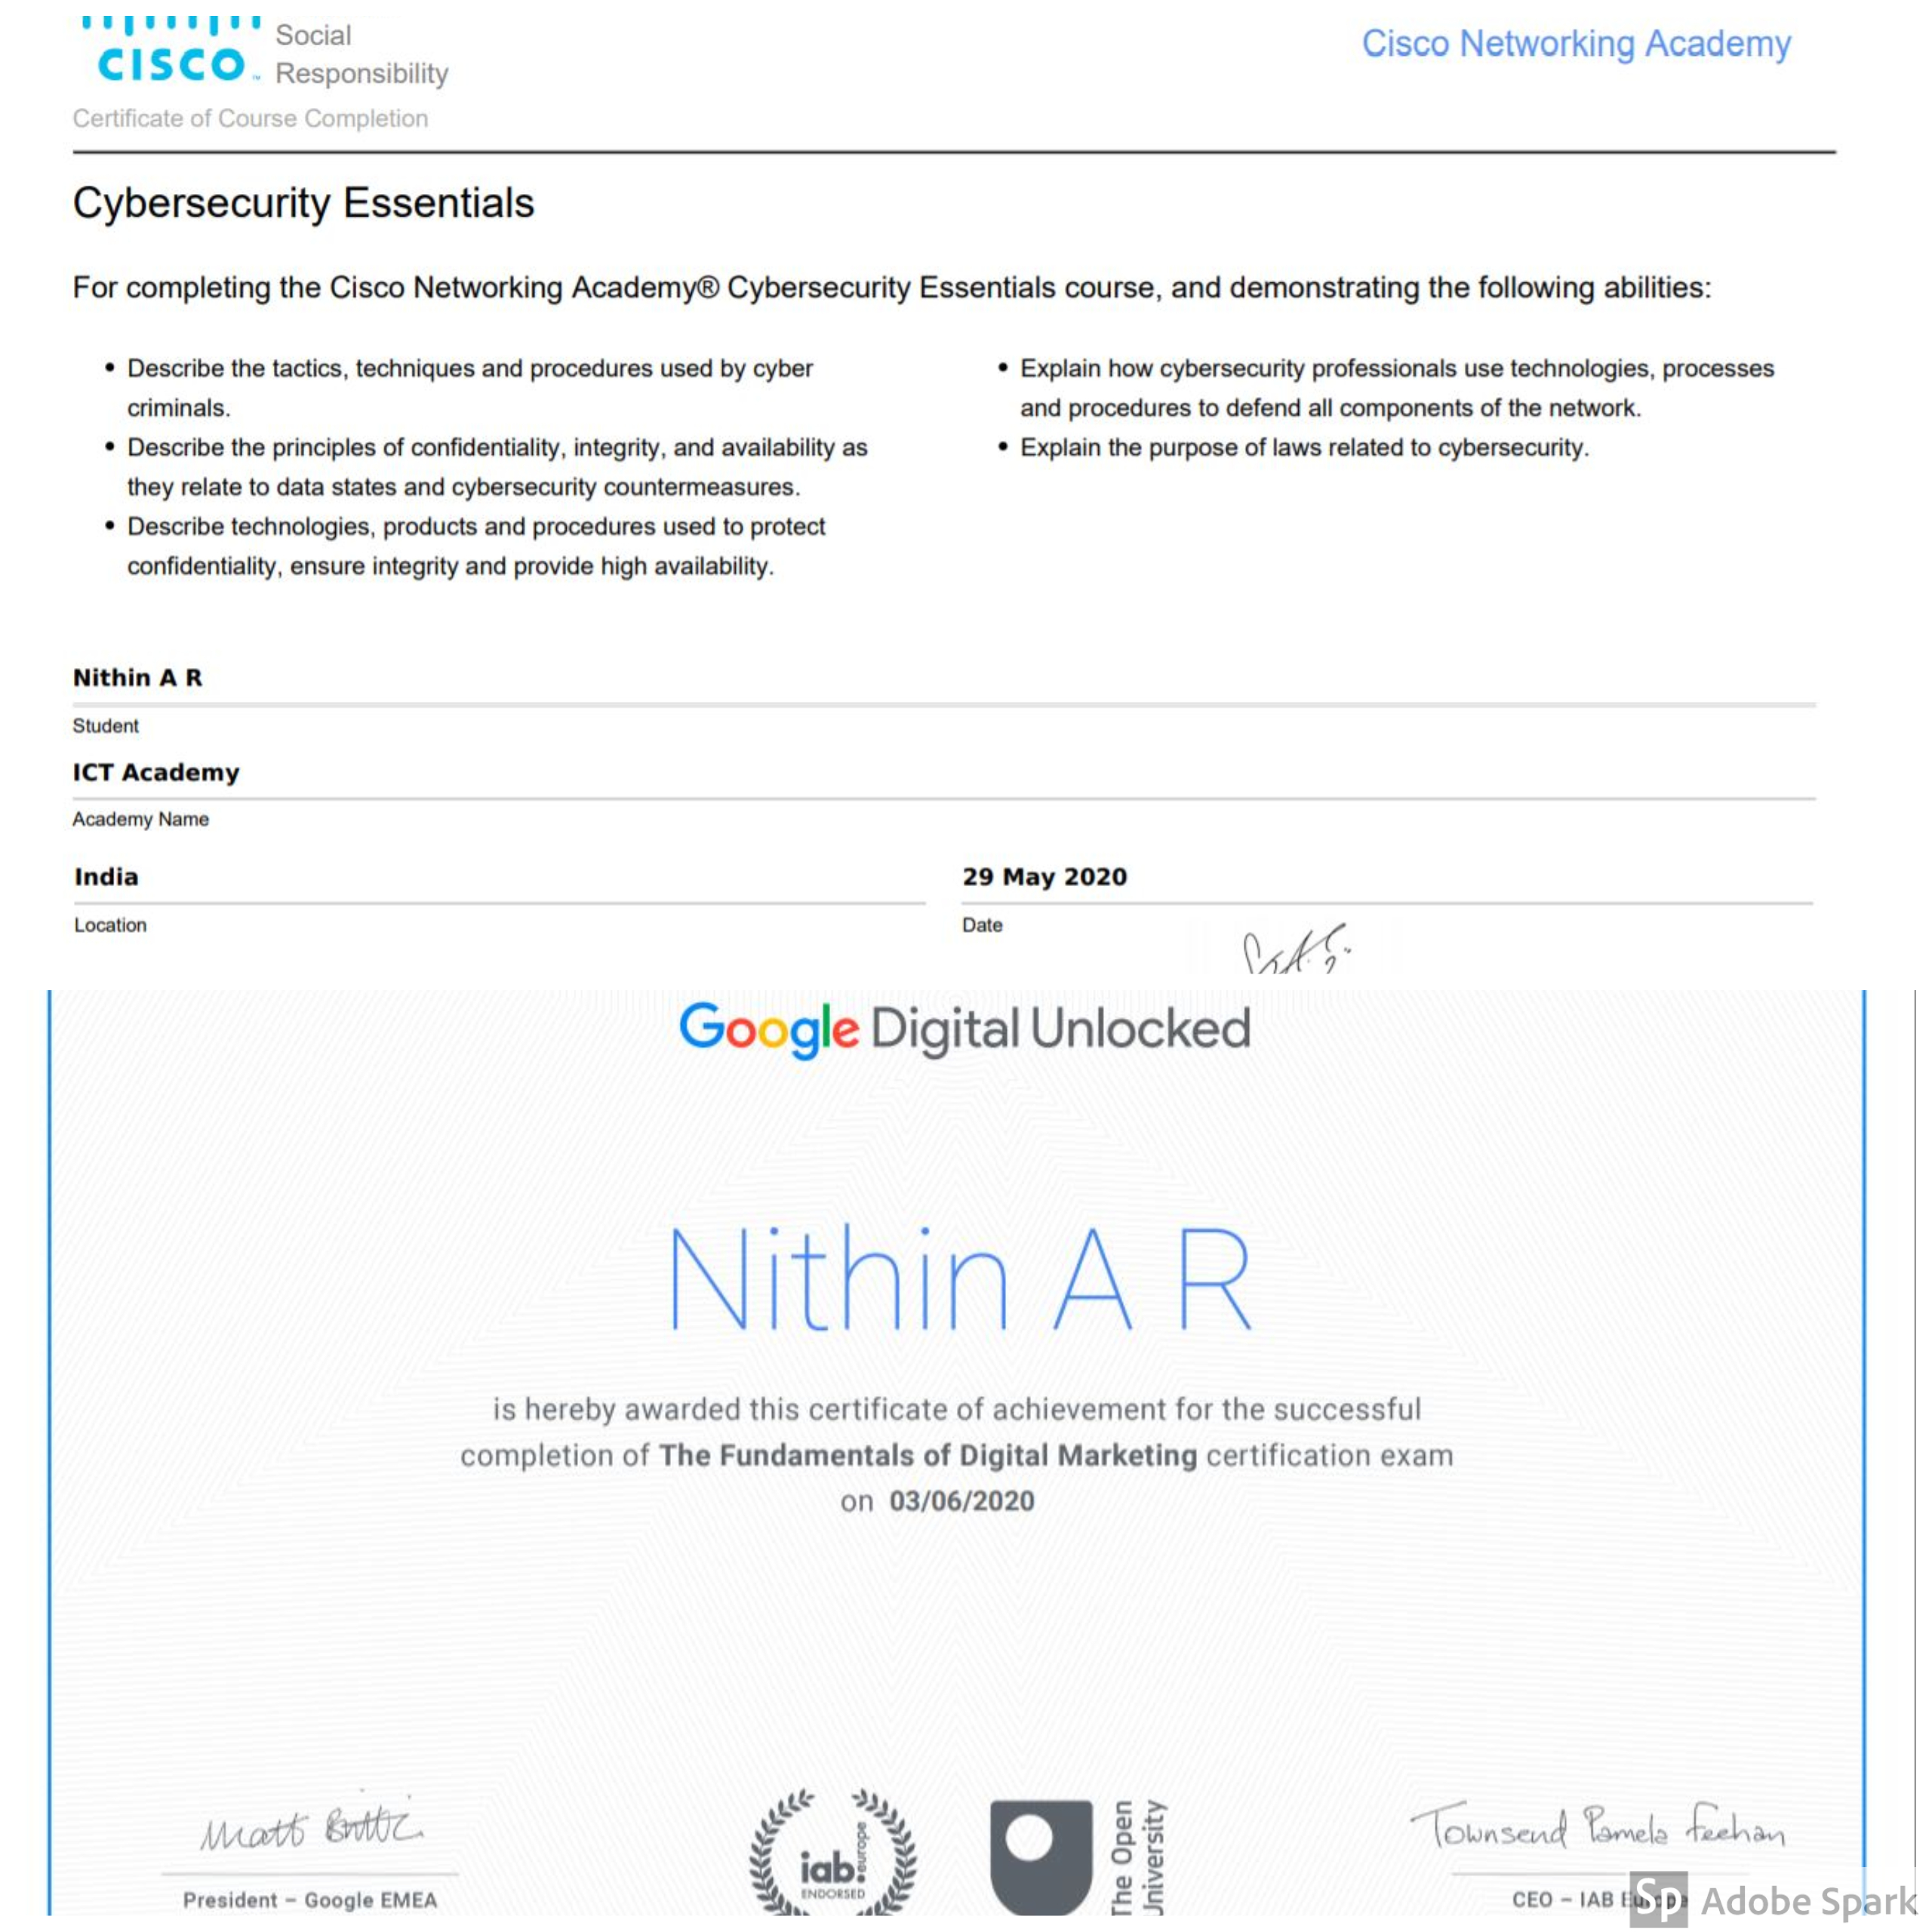 CISCO
Social
Responsibility
Cisco Networking Academy
Certificate of Course Completion
Cybersecurity Essentials
For completing the Cisco Networking Academy® Cybersecurity Essentials course, and demonstrating the following abilities:
• Describe the tactics, techniques and procedures used by cyber
criminals.
• Describe the principles of confidentiality, integrity, and availability as
they relate to data states and cybersecurity countermeasures.
• Describe technologies, products and procedures used to protect
confidentiality, ensure integrity and provide high availability.
• Explain how cybersecurity professionals use technologies, processes
and procedures to defend all components of the network.
• Explain the purpose of laws related to cybersecurity.
Nithin A R
Student
ICT Academy
Academy Name
India
Location
29 May 2020
Date
Google Digital Unlocked
Nithin A R
is hereby awarded this certificate of achievement for the successful
completion of The Fundamentals of Digital Marketing certification exam
on 03/06/2020
Matt
President – Google EMEA
iab. europe
ENDORSED
The Open
University
Townsend Pamela Feehan
CEO – IAB Europe
Sp Adobe Spark